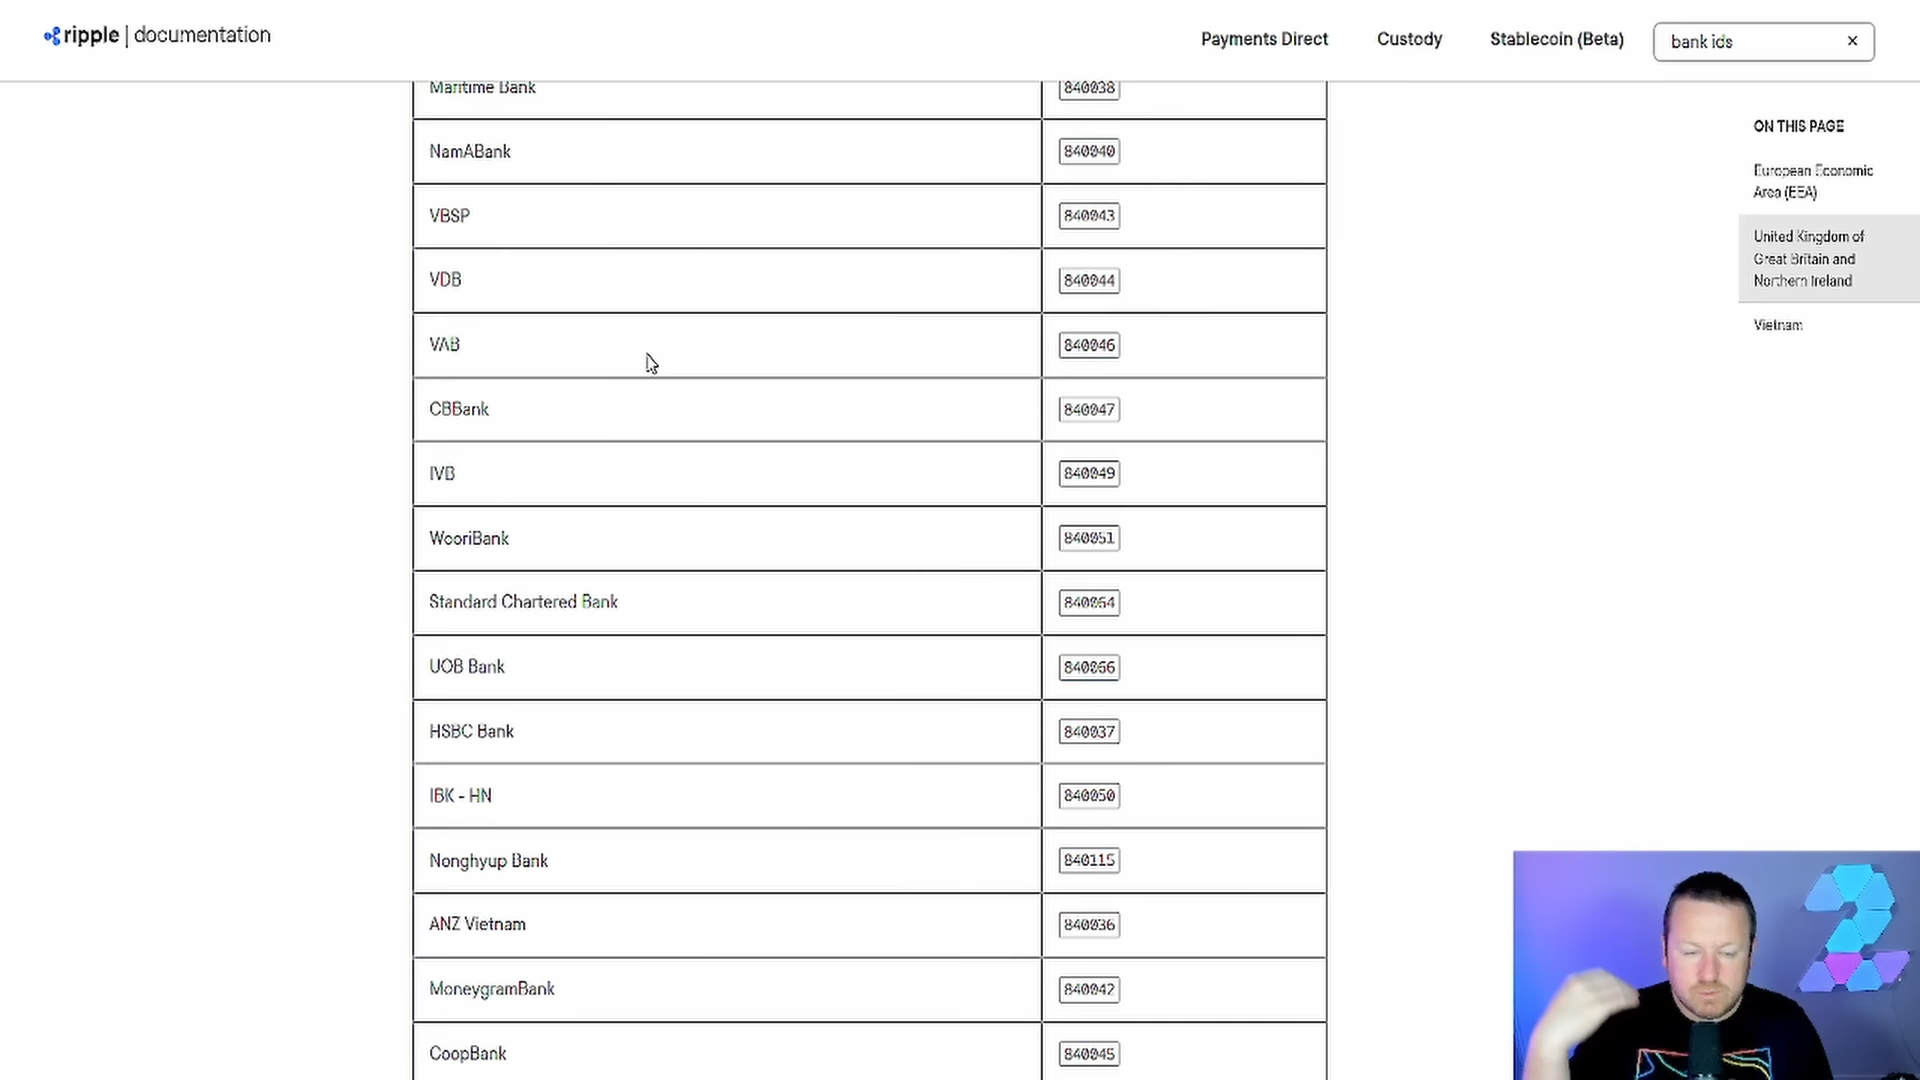 ripple | documentation
Payments Direct
Custody
Stablecoin (Beta)
bank ids
Maritime Bank 840038
NamABank 840040
VBSP 840043
VDB 840044
VAB 840046
CBBank 840047
IVB 840049
WooriBank 840051
Standard Chartered Bank 840064
UOB Bank 840066
HSBC Bank 840037
IBK - HN 840050
Nonghyup Bank 840115
ANZ Vietnam 840036
MoneygramBank 840042
CoopBank 840045
ON THIS PAGE
European Economic
Area (EEA)
United Kingdom of
Great Britain and
Northern Ireland
Vietnam